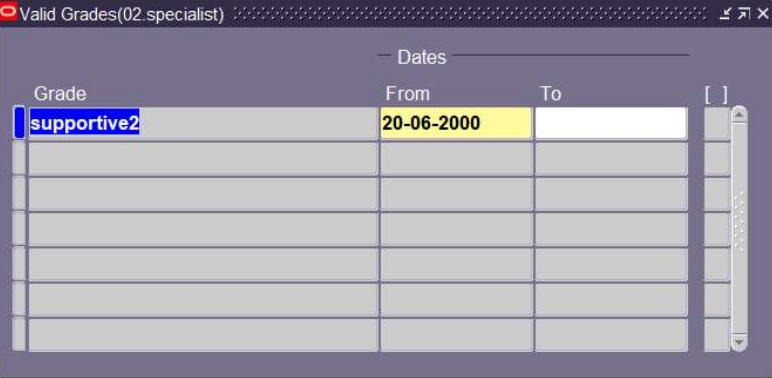 Valid Grades(02.specialist)
Dates
Grade From To [ ]
supportive2 20-06-2000